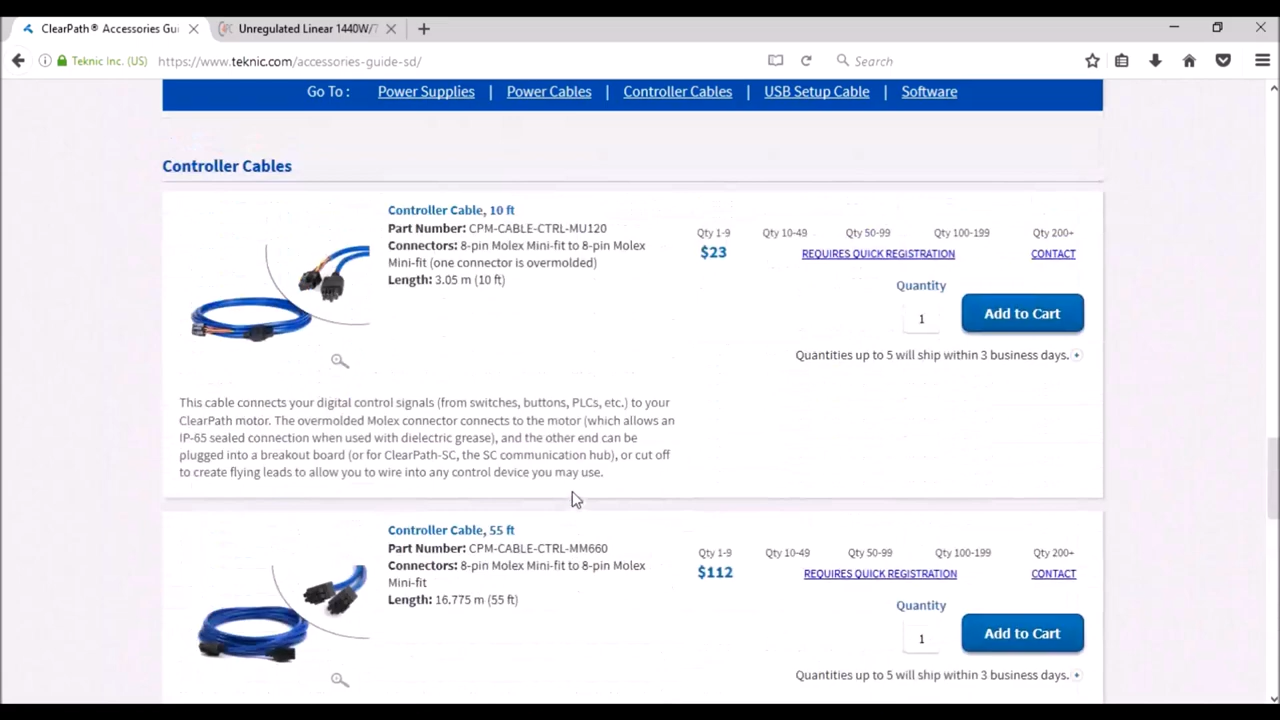 ClearPath® Accessories Gui
Unregulated Linear 1440W/7
Teknic Inc. (US)
https://www.teknic.com/accessories-guide-sd/
Search
Go To :
Power Supplies | Power Cables | Controller Cables | USB Setup Cable | Software
Controller Cables
Controller Cable, 10 ft
Part Number: CPM-CABLE-CTRL-MU120
Connectors: 8-pin Molex Mini-fit to 8-pin Molex
Mini-fit (one connector is overmolded)
Length: 3.05 m (10 ft)
Qty 1-9 Qty 10-49 Qty 50-99 Qty 100-199 Qty 200+
$23 REQUIRES QUICK REGISTRATION CONTACT
Quantity
1
Add to Cart
Quantities up to 5 will ship within 3 business days. +
This cable connects your digital control signals (from switches, buttons, PLCs, etc.) to your
ClearPath motor. The overmolded Molex connector connects to the motor (which allows an
IP-65 sealed connection when used with dielectric grease), and the other end can be
plugged into a breakout board (or for ClearPath-SC, the SC communication hub), or cut off
to create flying leads to allow you to wire into any control device you may use.
Controller Cable, 55 ft
Part Number: CPM-CABLE-CTRL-MM660
Connectors: 8-pin Molex Mini-fit to 8-pin Molex
Mini-fit
Length: 16.775 m (55 ft)
Qty 1-9 Qty 10-49 Qty 50-99 Qty 100-199 Qty 200+
$112 REQUIRES QUICK REGISTRATION CONTACT
Quantity
1
Add to Cart
Quantities up to 5 will ship within 3 business days. +